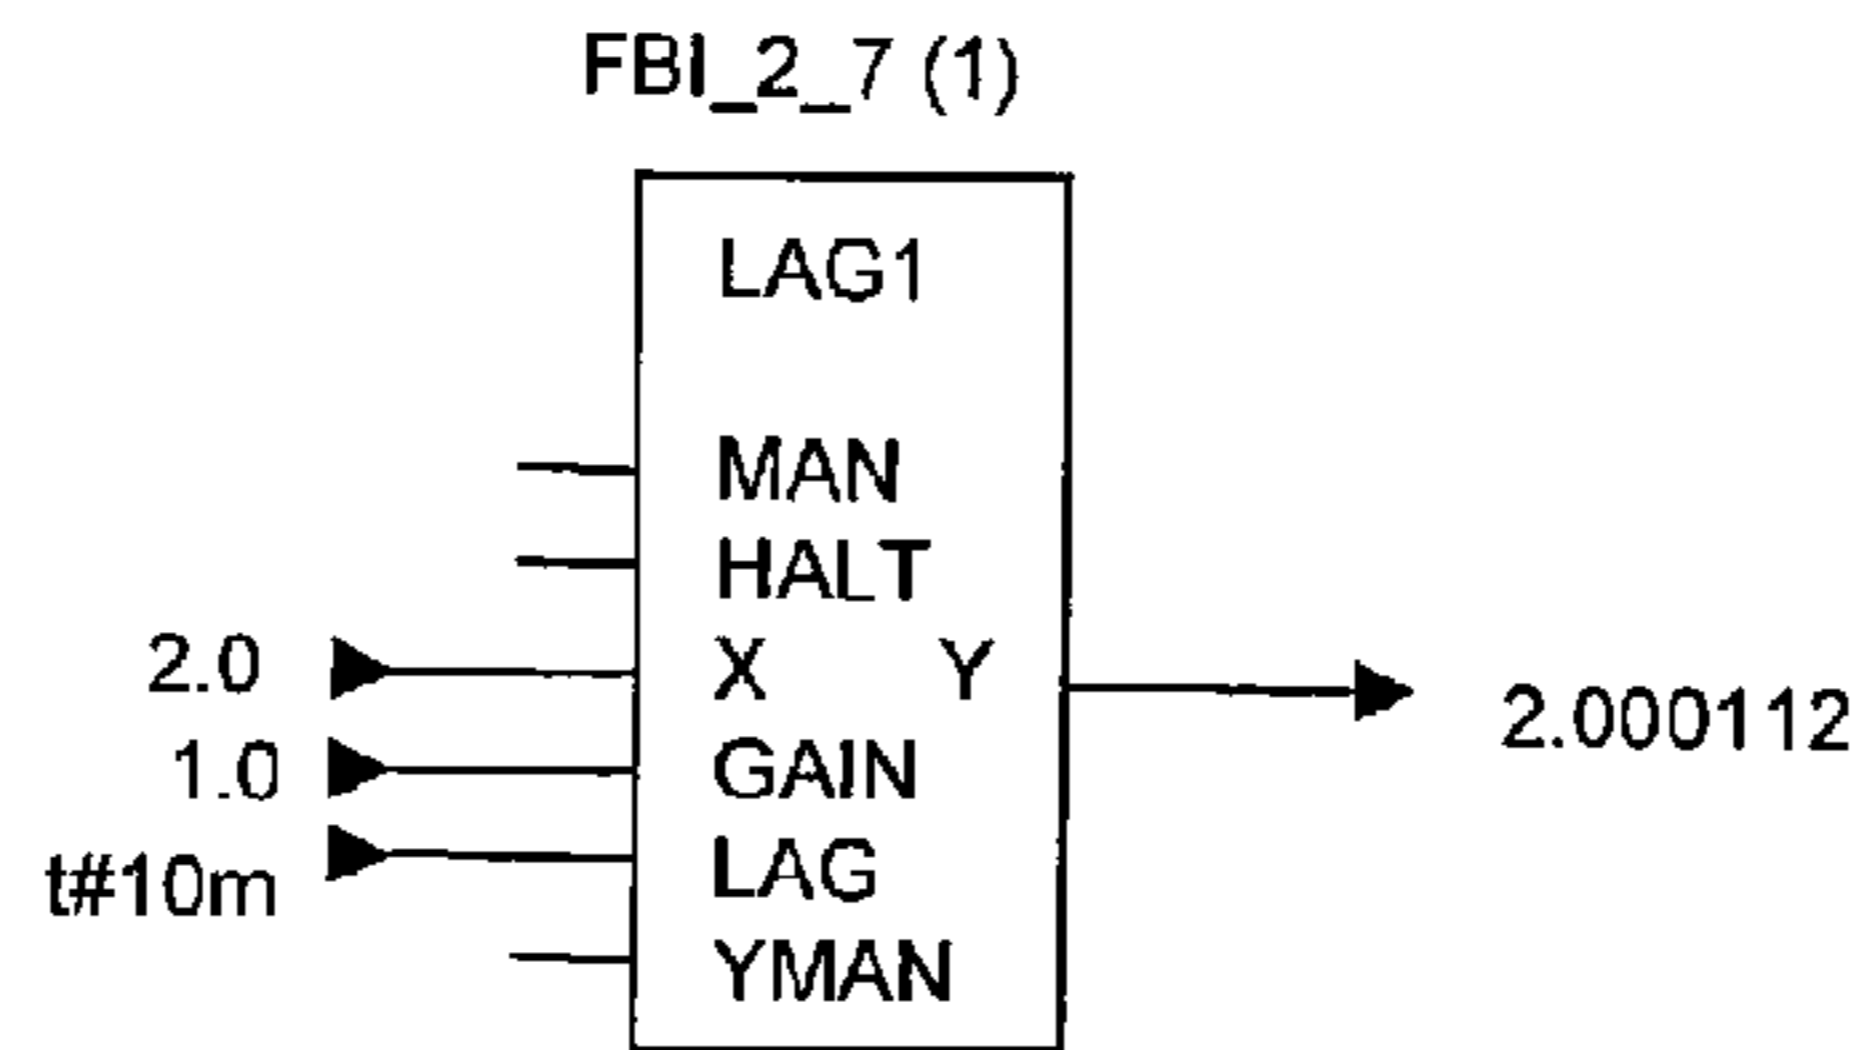 FBI_2_7 (1)
LAG1
MAN
HALT
2.0 X Y 2.000112
1.0 GAIN
t#10m LAG
YMAN